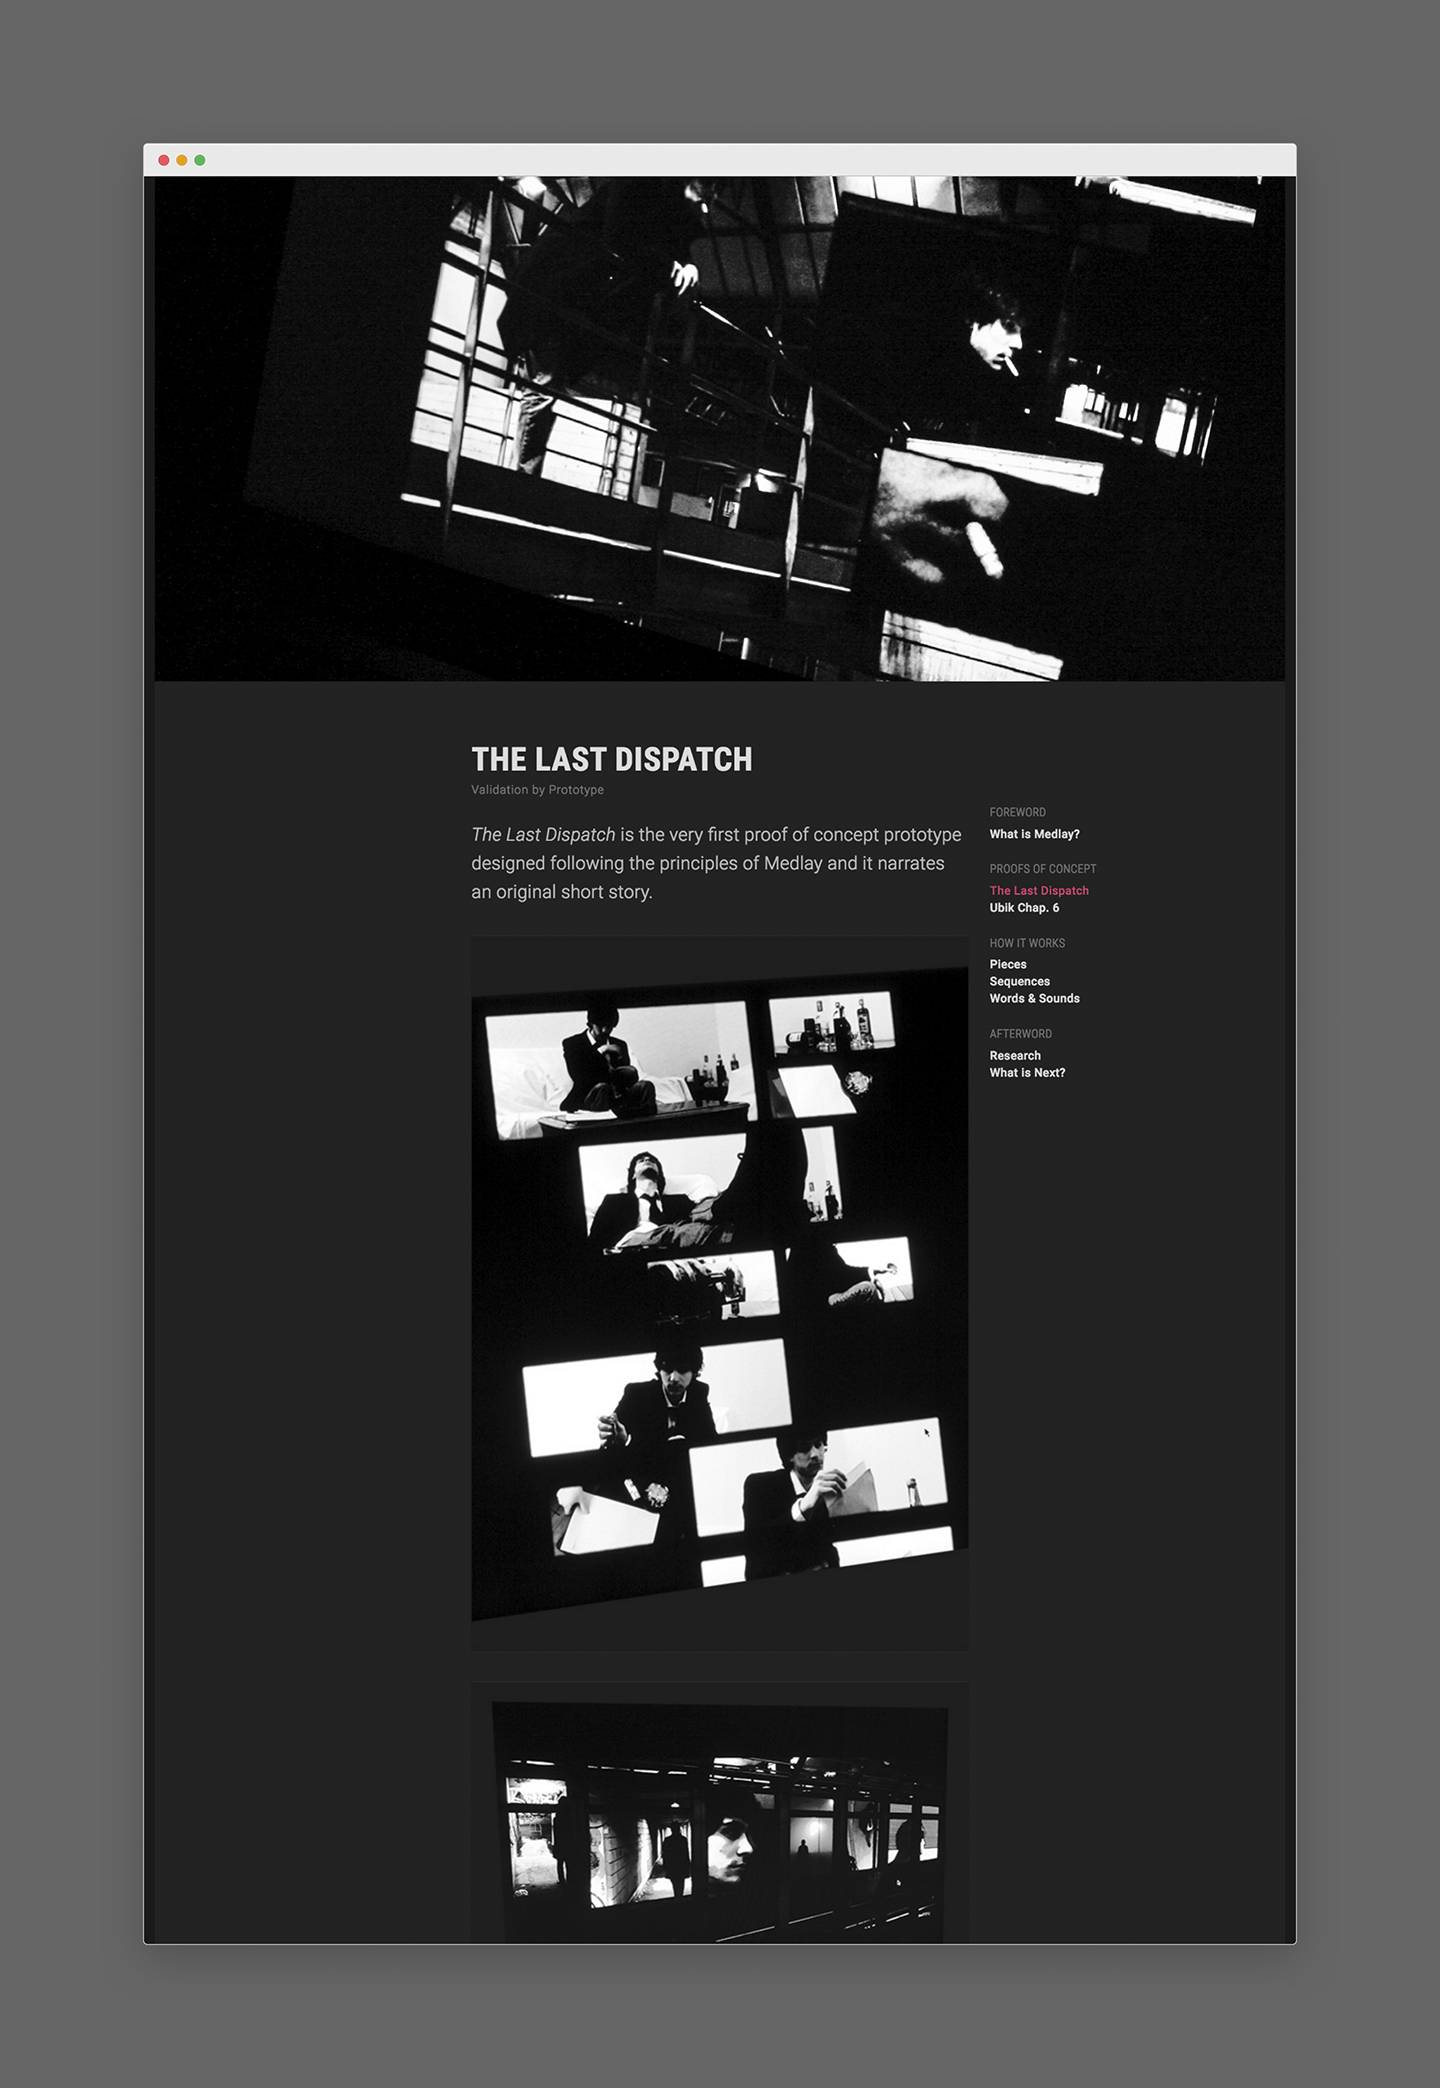 THE LAST DISPATCH
Validation by Prototype
The Last Dispatch is the very first proof of concept prototype
designed following the principles of Medlay and it narrates
an original short story.
FOREWORD
What is Medlay?
PROOFS OF CONCEPT
The Last Dispatch
Ubik Chap. 6
HOW IT WORKS
Pieces
Sequences
Words & Sounds
AFTERWORD
Research
What is Next?